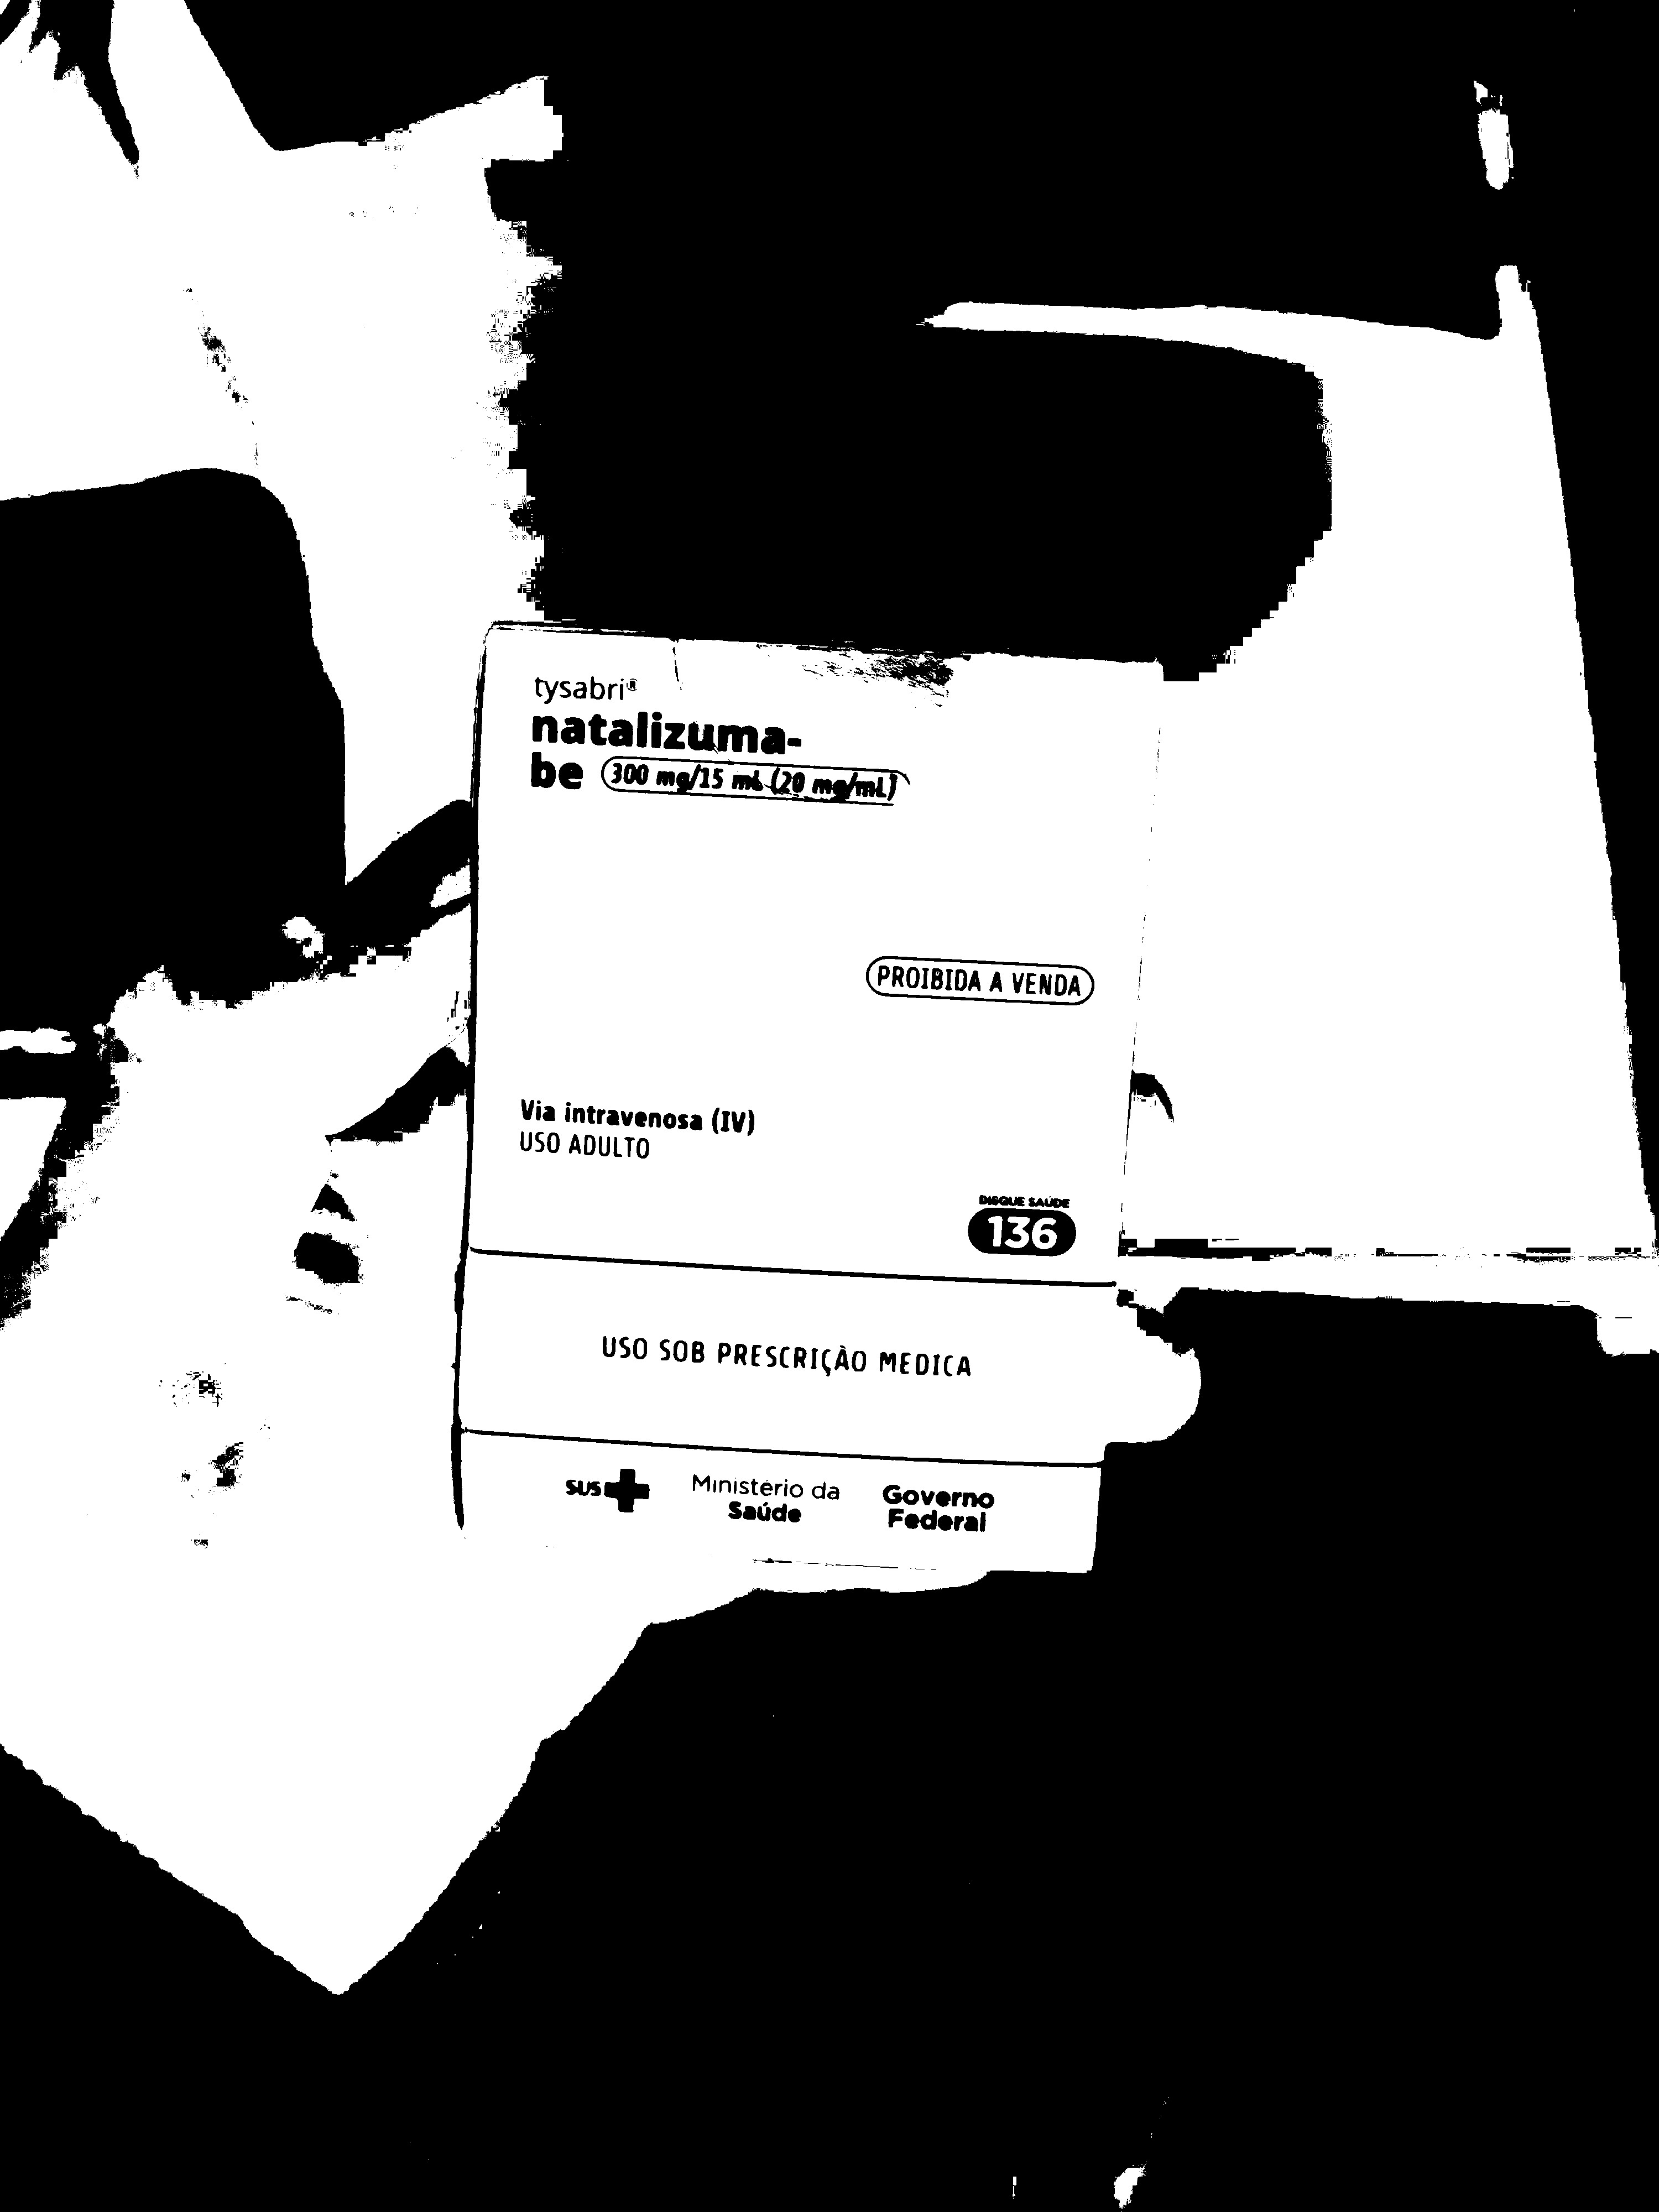 tysabri®
natalizuma-
be 300 mg/15 mL (20 mg/mL)
PROIBIDA A VENDA
Via intravenosa (IV)
USO ADULTO
DISQUE SAÚDE
136
USO SOB PRESCRIÇÃO MEDICA
SUS Ministério da Saúde Governo Federal